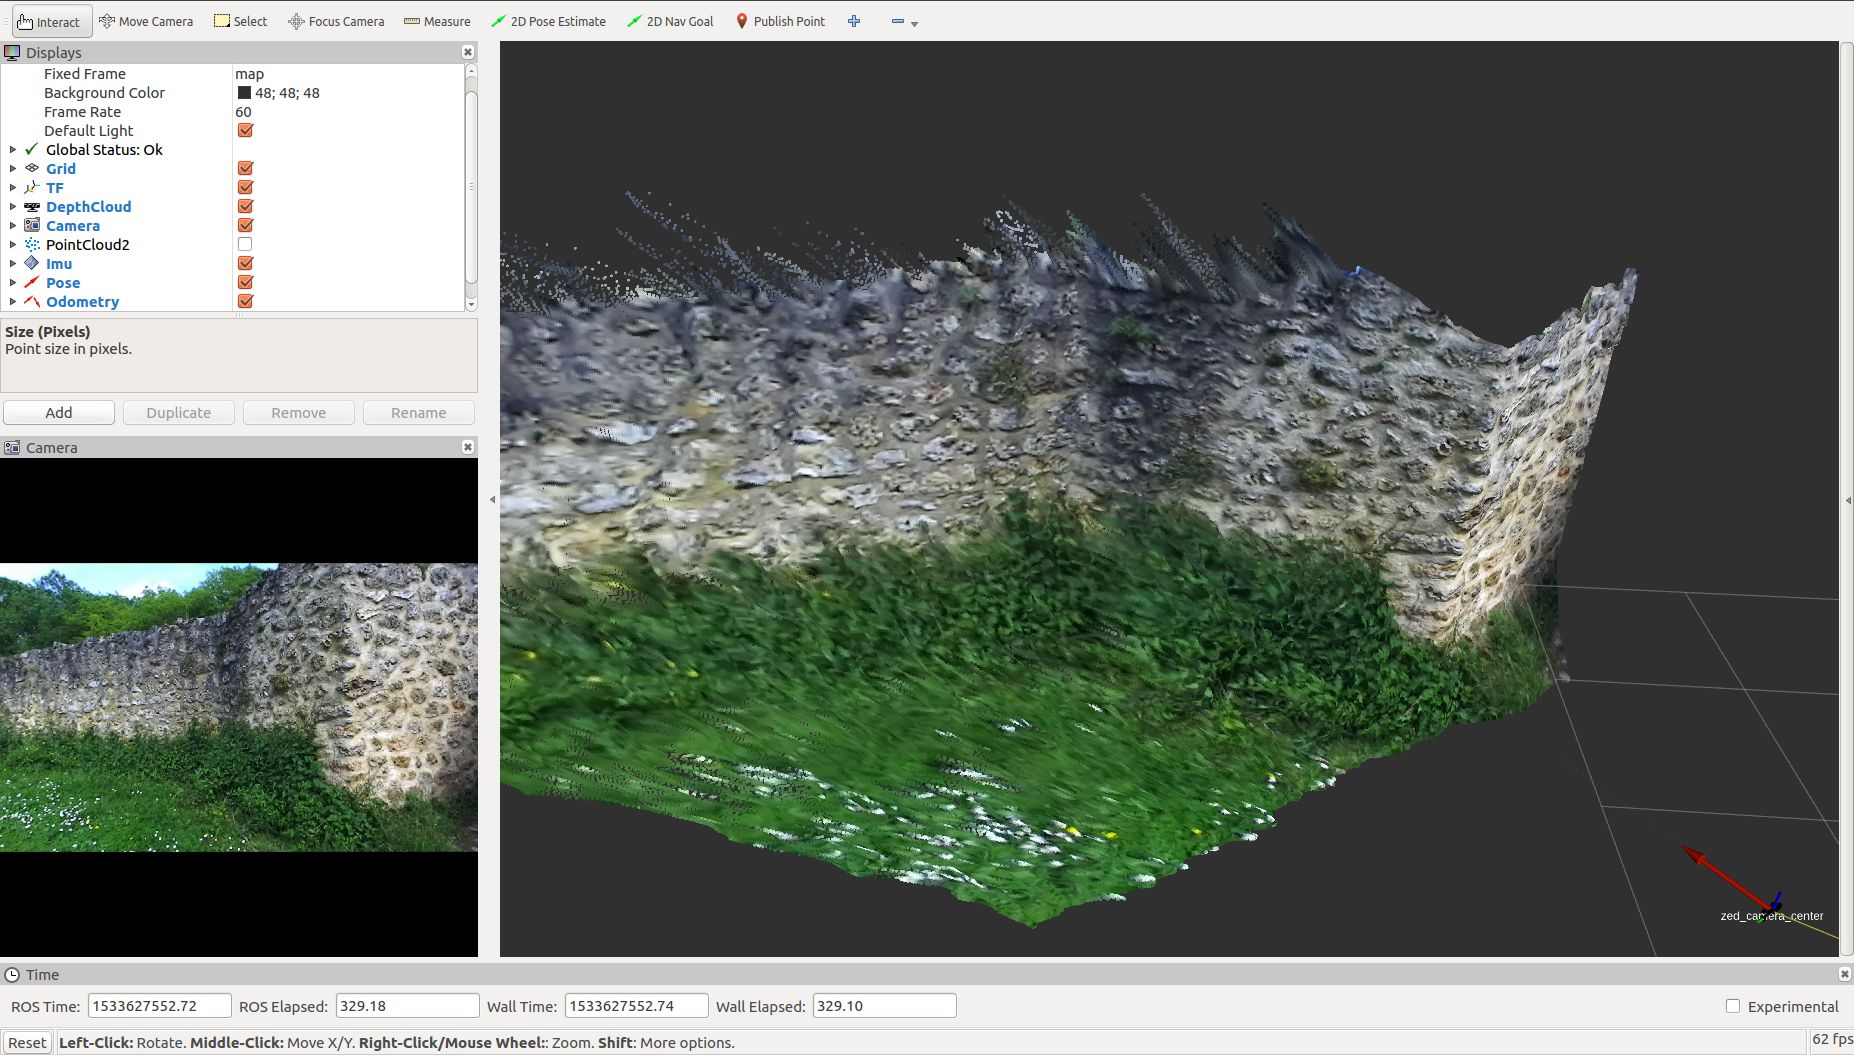 Interact Move Camera Select Focus Camera Measure 2D Pose Estimate 2D Nav Goal Publish Point
Displays
Fixed Frame map
Background Color 48; 48; 48
Frame Rate 60
Default Light
Global Status: Ok
Grid
TF
DepthCloud
Camera
PointCloud2
Imu
Pose
Odometry
Size (Pixels)
Point size in pixels.
Add Duplicate Remove Rename
Camera
zed_camera_center
Time
ROS Time: 1533627552.72 ROS Elapsed: 329.18 Wall Time: 1533627552.74 Wall Elapsed: 329.10 Experimental
Reset Left-Click: Rotate. Middle-Click: Move X/Y. Right-Click/Mouse Wheel:: Zoom. Shift: More options. 62 fps